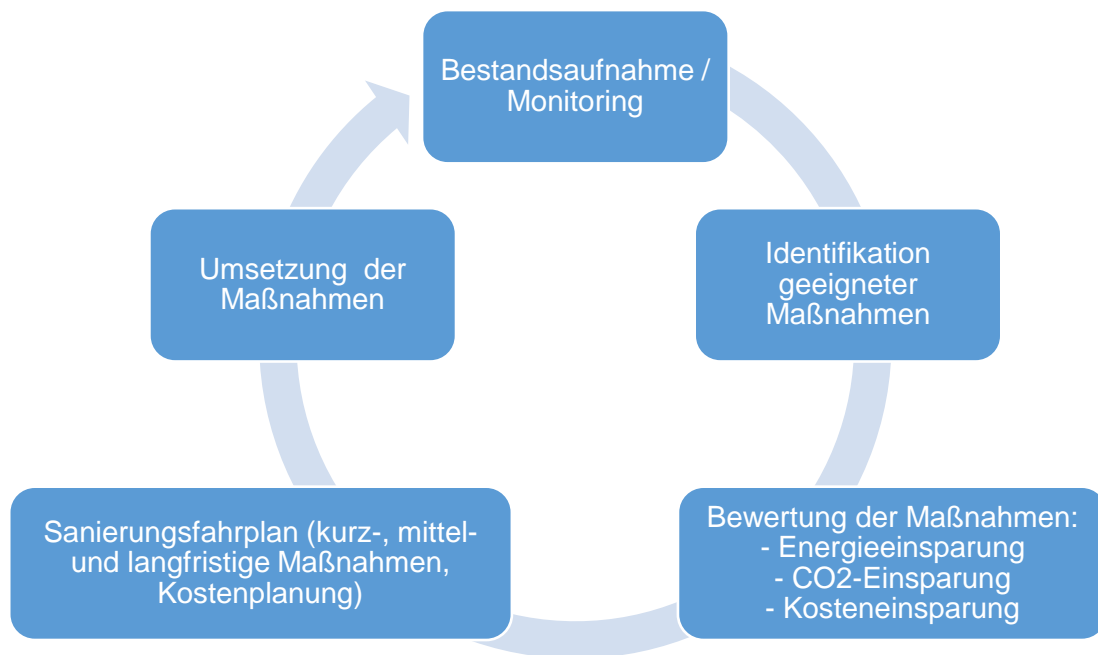 Bestandsaufnahme /
Monitoring
Identifikation
geeigneter
Maßnahmen
Bewertung der Maßnahmen:
- Energieeinsparung
- CO2-Einsparung
- Kosteneinsparung
Sanierungsfahrplan (kurz-, mittel-
und langfristige Maßnahmen,
Kostenplanung)
Umsetzung  der
Maßnahmen